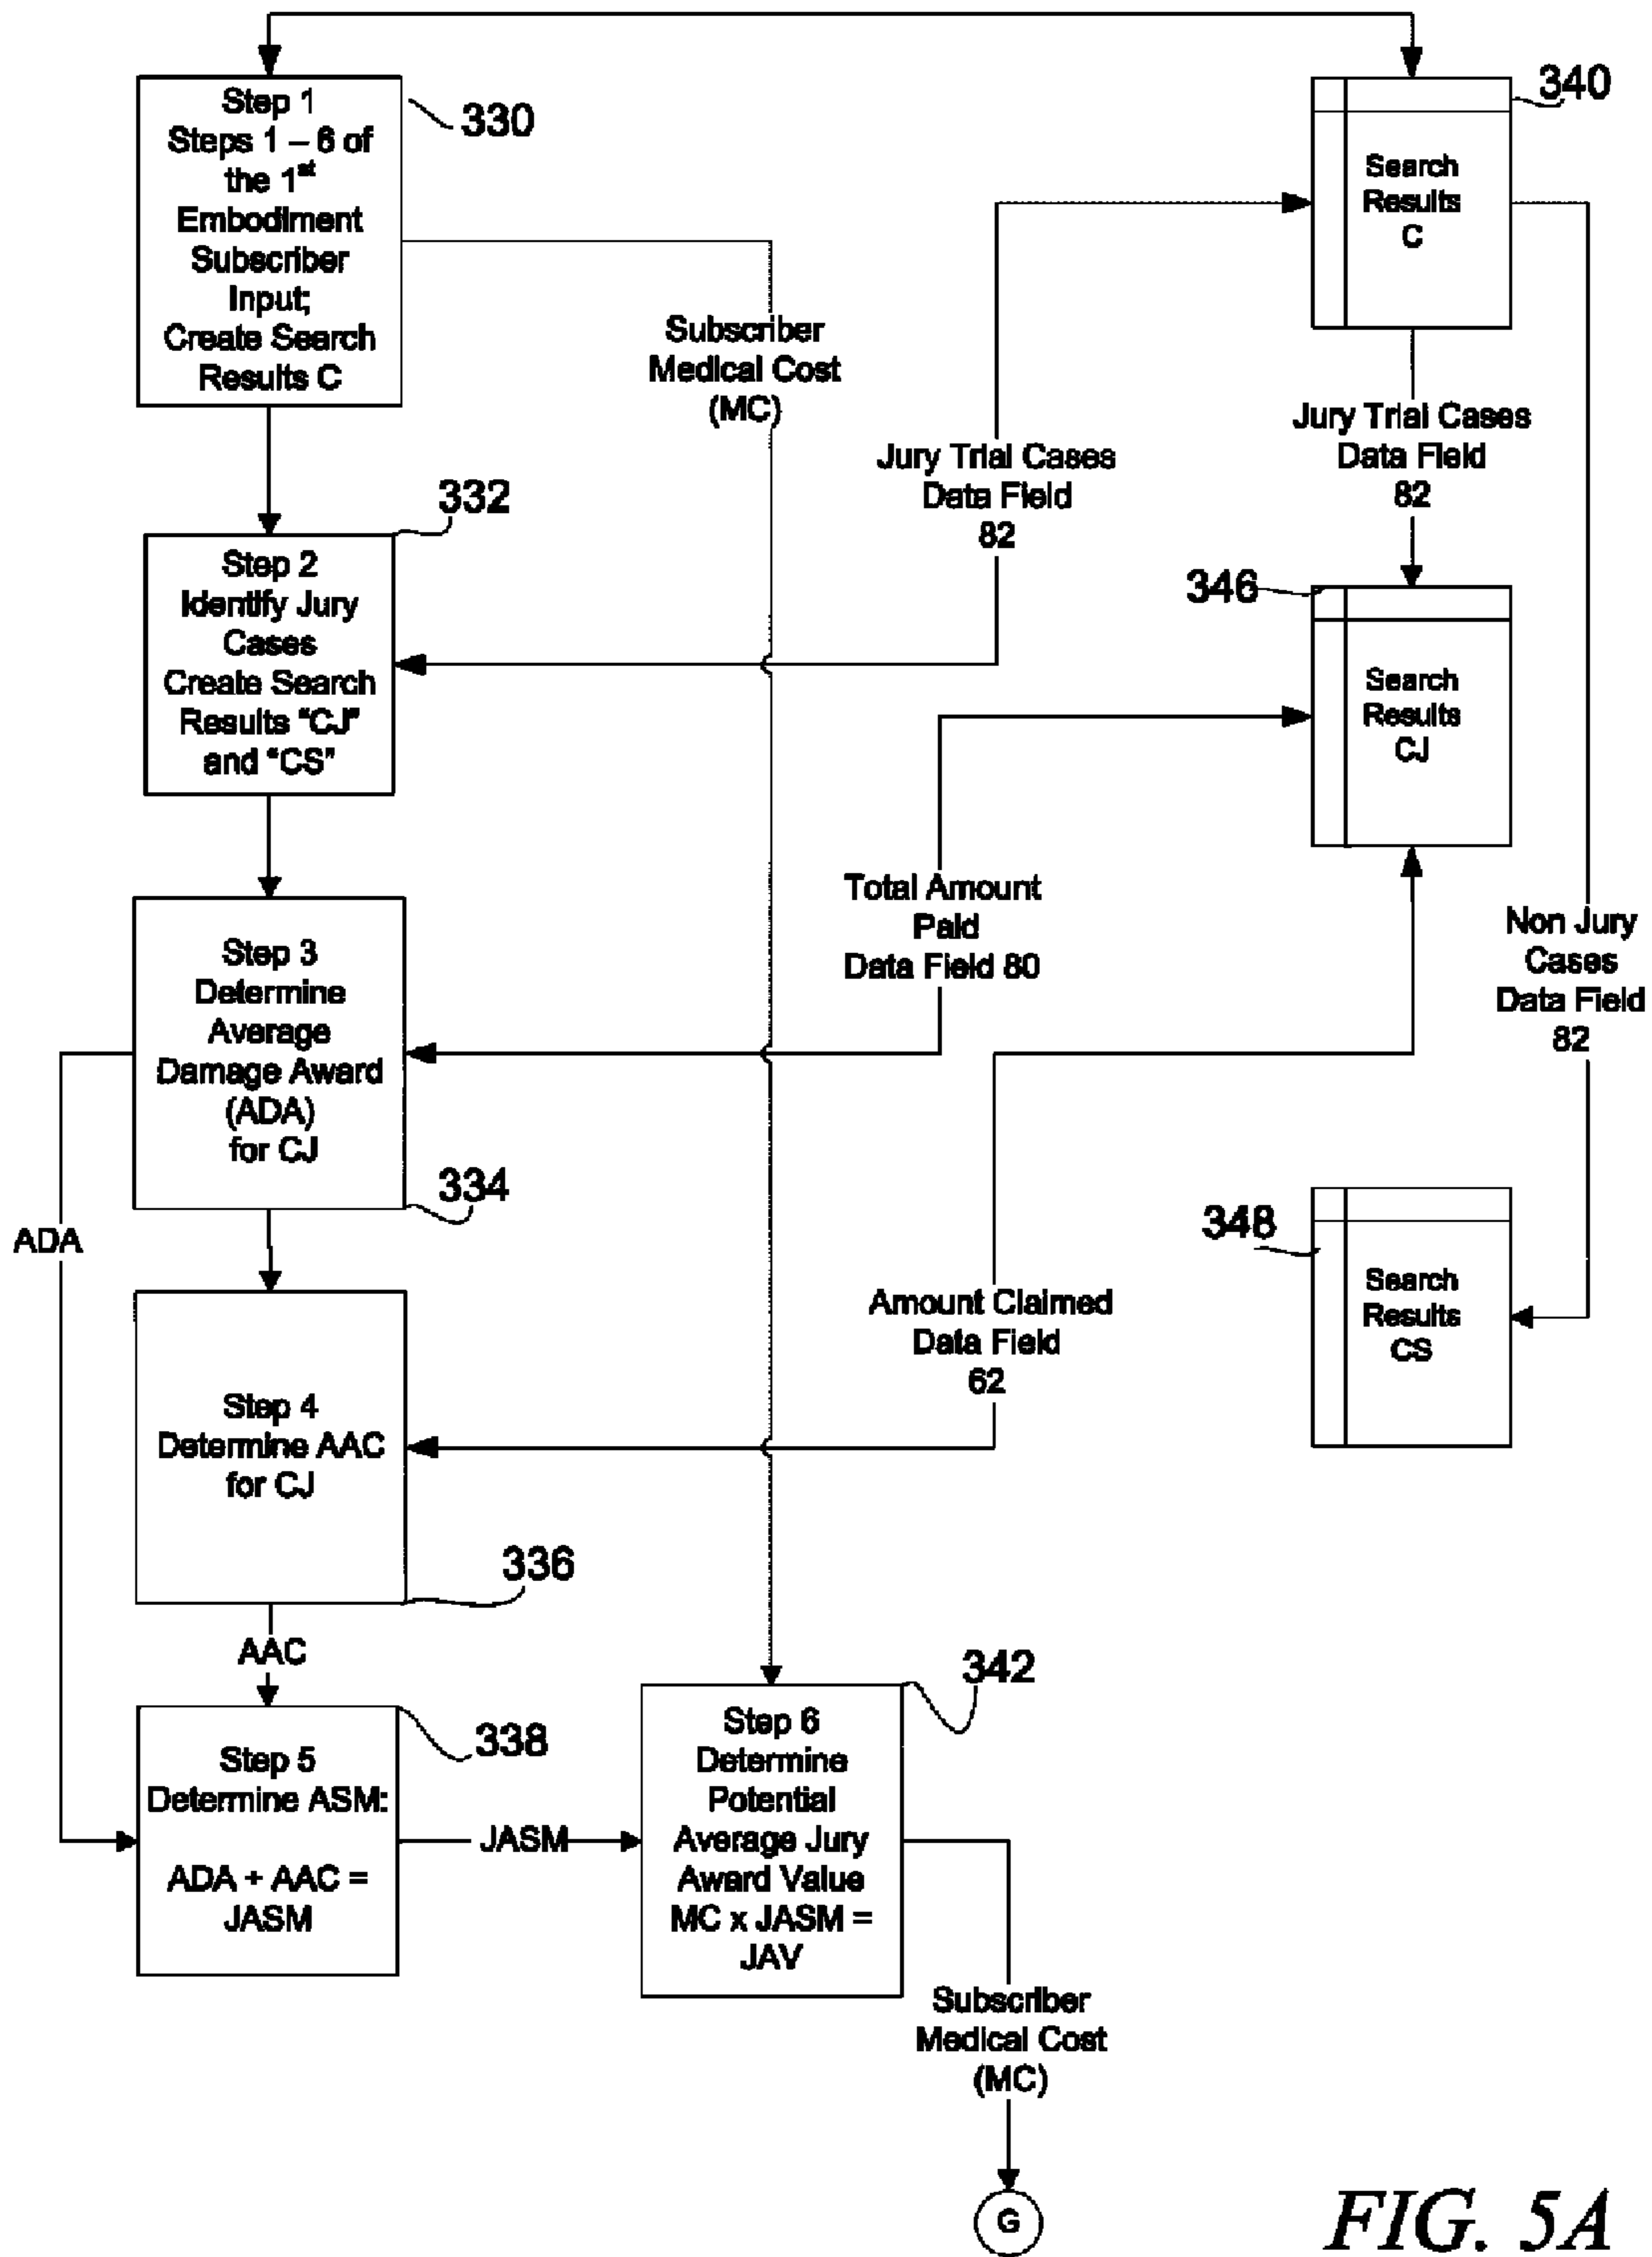 Step 1
Steps 1 – 6 of
the 1st
Embodiment
Subscriber
Input;
Create Search
Results C
330
340
Search
Results
C
Subscriber
Medical Cost
(MC)
Jury Trial Cases
Data Field
82
Jury Trial Cases
Data Field
82
332
Step 2
Identify Jury
Cases
Create Search
Results "CJ"
and "CS"
346
Search
Results
CJ
Total Amount
Paid
Data Field 80
Non Jury
Cases
Data Field
82
Step 3
Determine
Average
Damage Award
(ADA)
for CJ
334
ADA
348
Search
Results
CS
Amount Claimed
Data Field
62
Step 4
Determine AAC
for CJ
336
AAC
342
338
Step 5
Determine ASM:
ADA + AAC =
JASM
JASM
Step 6
Determine
Potential
Average Jury
Award Value
MC x JASM =
JAV
Subscriber
Medical Cost
(MC)
G
FIG. 5A